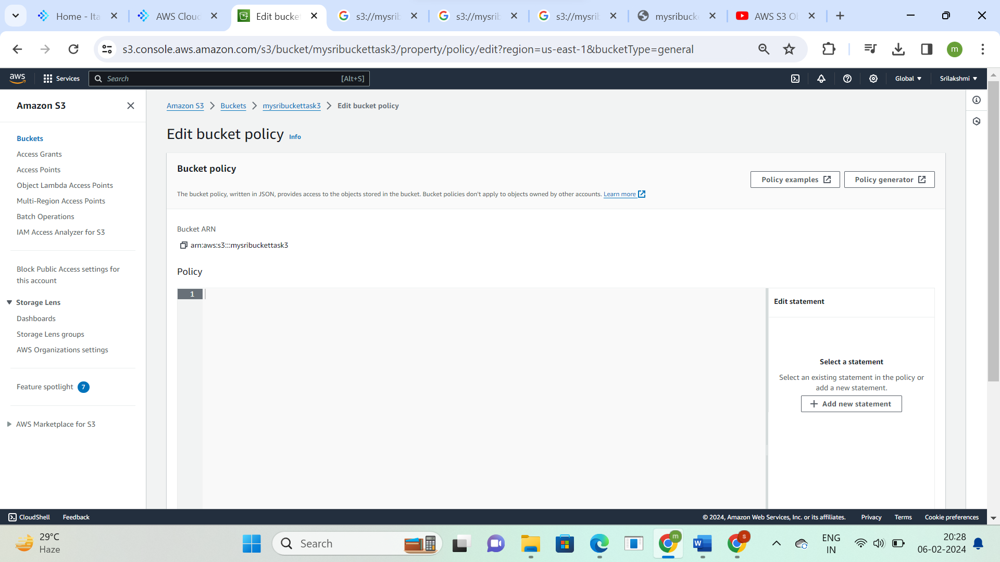 Home - Ita
AWS Cloud
Edit bucket
s3://mysrib
s3://mysrib
s3://mysrib
mysribucke
AWS S3 O
s3.console.aws.amazon.com/s3/bucket/mysribuckettask3/property/policy/edit?region=us-east-1&bucketType=general
m
aws
Services
Search
[Alt+S]
Global
Srilakshmi
Amazon S3
Buckets
Access Grants
Access Points
Object Lambda Access Points
Multi-Region Access Points
Batch Operations
IAM Access Analyzer for S3
Block Public Access settings for
this account
Storage Lens
Dashboards
Storage Lens groups
AWS Organizations settings
Feature spotlight 7
AWS Marketplace for S3
Amazon S3 > Buckets > mysribuckettask3 > Edit bucket policy
Edit bucket policy Info
Bucket policy
Policy examples
Policy generator
The bucket policy, written in JSON, provides access to the objects stored in the bucket. Bucket policies don't apply to objects owned by other accounts. Learn more
Bucket ARN
arn:aws:s3:::mysribuckettask3
Policy
1
Edit statement
Select a statement
Select an existing statement in the policy or
add a new statement.
+ Add new statement
CloudShell
Feedback
© 2024, Amazon Web Services, Inc. or its affiliates.
Privacy
Terms
Cookie preferences
29°C
Haze
Search
m
W
s
ENG
IN
20:28
06-02-2024